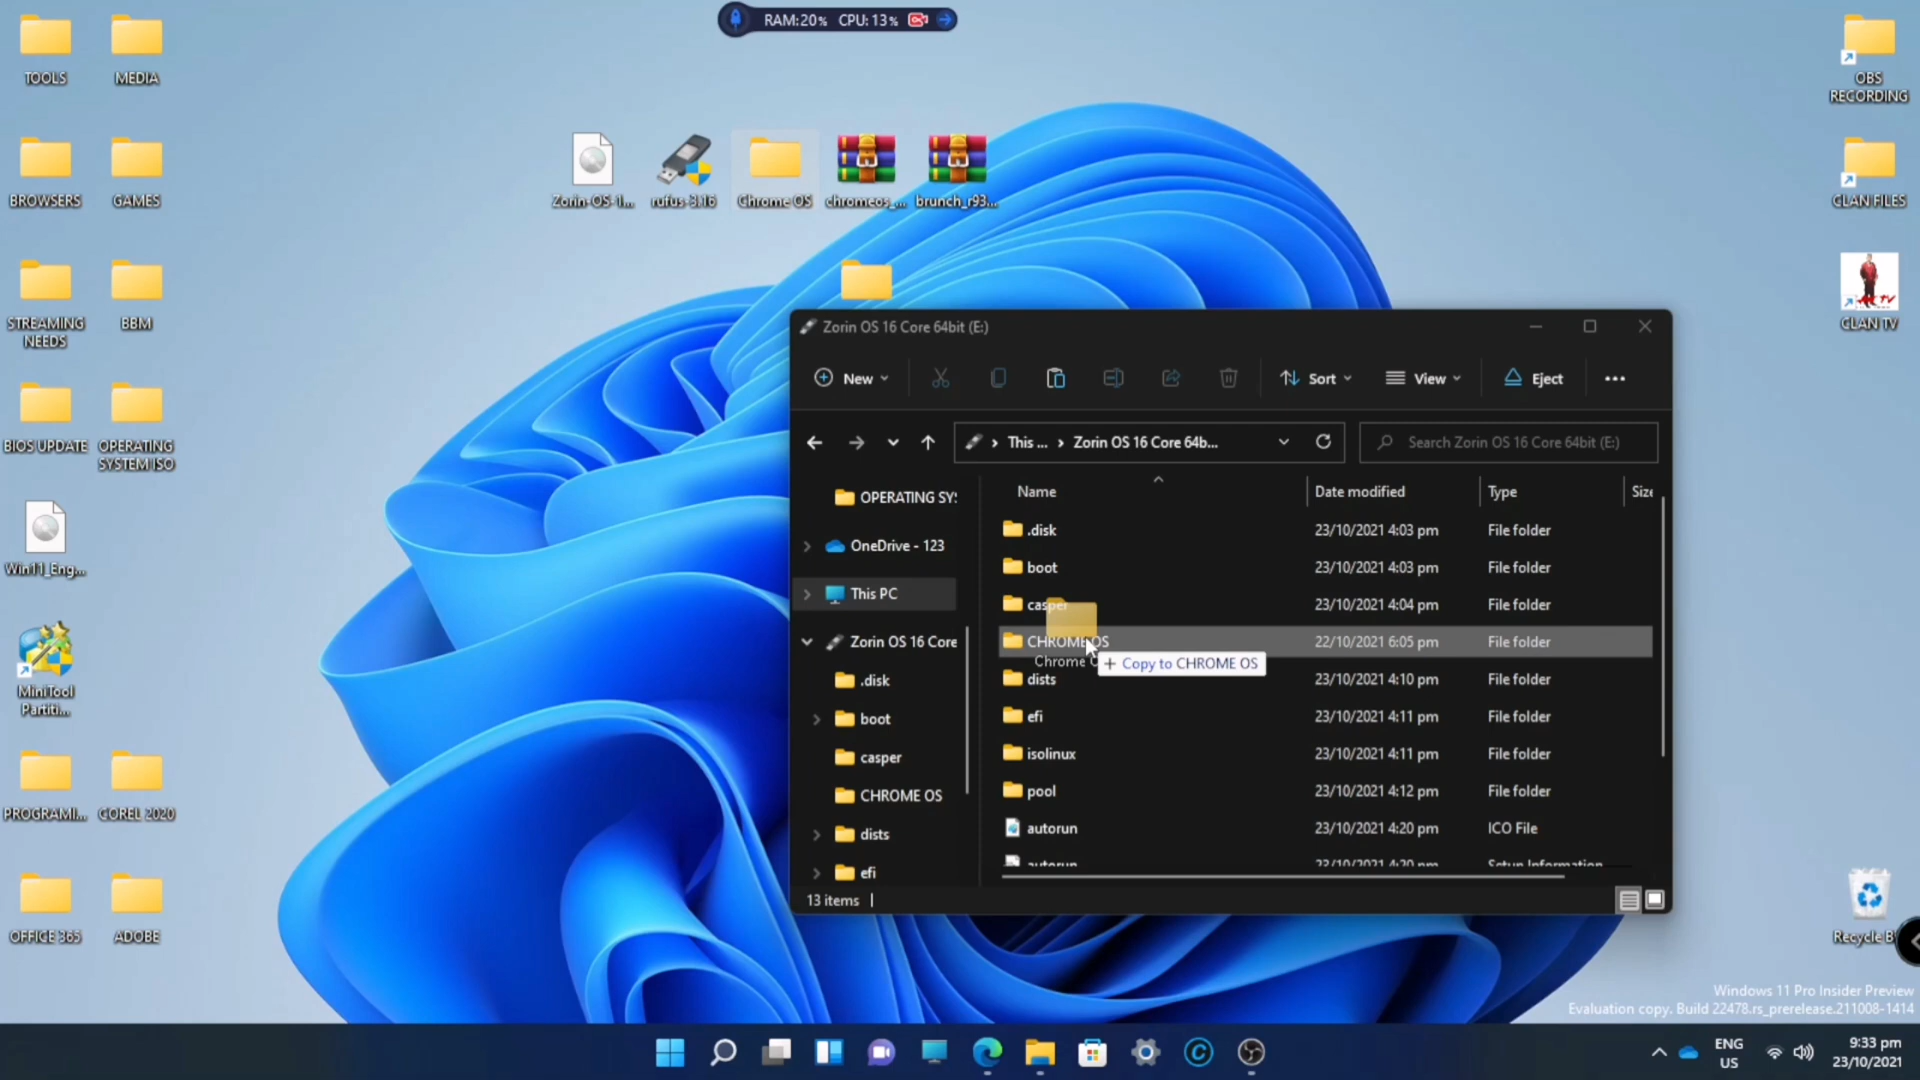 RAM:20% CPU:13%
TOOLS
MEDIA
OBS
RECORDING
BROWSERS
GAMES
Zorin-OS-1...
rufus-3.16
Chrome OS
chromeos_...
brunch_r93...
CLAN FILES
STREAMING
NEEDS
BBM
CLAN TV
BIOS UPDATE
OPERATING
SYSTEM ISO
Win11_Eng...
MiniTool
Partiti...
PROGRAMI...
COREL 2020
OFFICE 365
ADOBE
Recycle B
Zorin OS 16 Core 64bit (E:)
New
Sort
View
Eject
This ...
Zorin OS 16 Core 64b...
Search Zorin OS 16 Core 64bit (E:)
OPERATING SY
OneDrive - 123
This PC
Zorin OS 16 Core
.disk
boot
casper
CHROME OS
dists
efi
Name
Date modified
Type
Size
.disk 23/10/2021 4:03 pm File folder
boot 23/10/2021 4:03 pm File folder
casper 23/10/2021 4:04 pm File folder
CHROME OS 22/10/2021 6:05 pm File folder
Chrome O
+ Copy to CHROME OS
dists 23/10/2021 4:10 pm File folder
efi 23/10/2021 4:11 pm File folder
isolinux 23/10/2021 4:11 pm File folder
pool 23/10/2021 4:12 pm File folder
autorun 23/10/2021 4:20 pm ICO File
autorun 23/10/2021 4:20 pm Setup Information
13 items
Windows 11 Pro Insider Preview
Evaluation copy. Build 22478.rs_prerelease.211008-1414
ENG
US
9:33 pm
23/10/2021